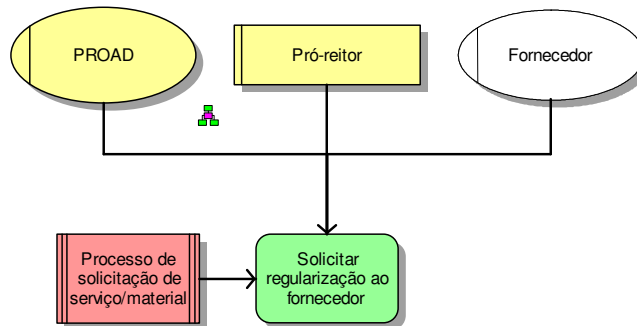 PROAD
Pró-reitor
Fornecedor
Processo de
solicitação de
serviço/material
Solicitar
regularização ao
fornecedor